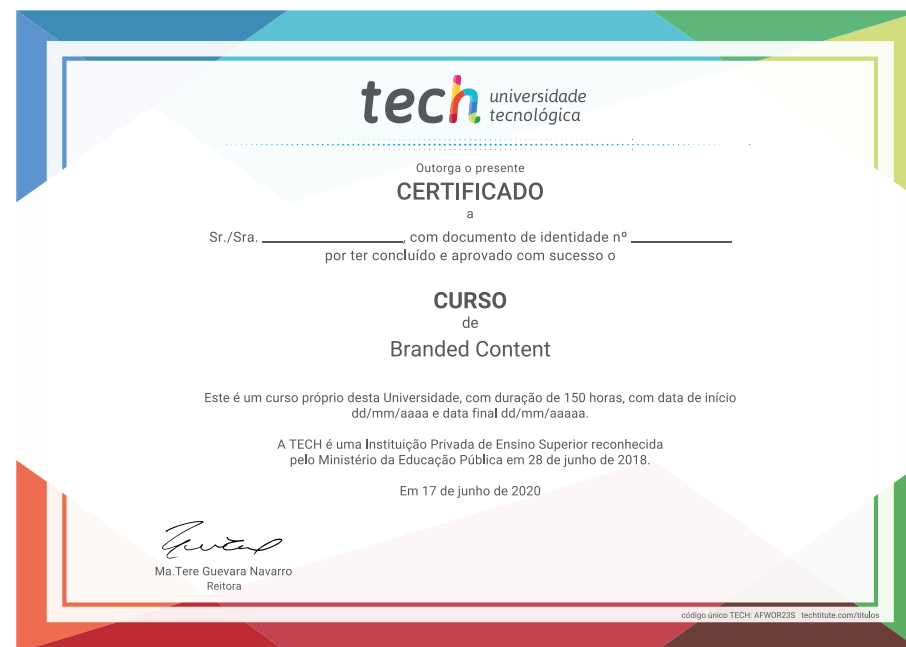 tech universidade
tecnológica
Outorga o presente
CERTIFICADO
a
Sr./Sra. ____________________, com documento de identidade nº ______________
por ter concluído e aprovado com sucesso o
CURSO
de
Branded Content
Este é um curso próprio desta Universidade, com duração de 150 horas, com data de início
dd/mm/aaaa e data final dd/mm/aaaaa.
A TECH é uma Instituição Privada de Ensino Superior reconhecida
pelo Ministério da Educação Pública em 28 de junho de 2018.
Em 17 de junho de 2020
Ma.Tere Guevara Navarro
Reitora
código único TECH: AFWOR23S techtitute.com/títulos